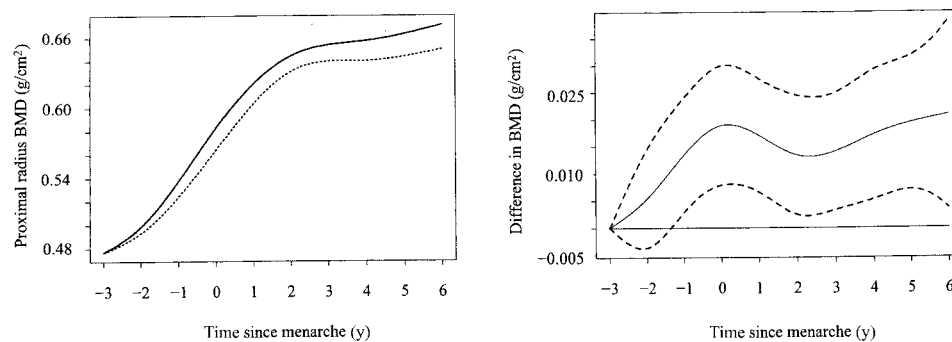 Proximal radius BMD (g/cm²)
0.66
0.60
0.54
0.48
−3 −2 −1 0 1 2 3 4 5 6
Time since menarche (y)
Difference in BMD (g/cm²)
0.025
0.010
−0.005
−3 −2 −1 0 1 2 3 4 5 6
Time since menarche (y)